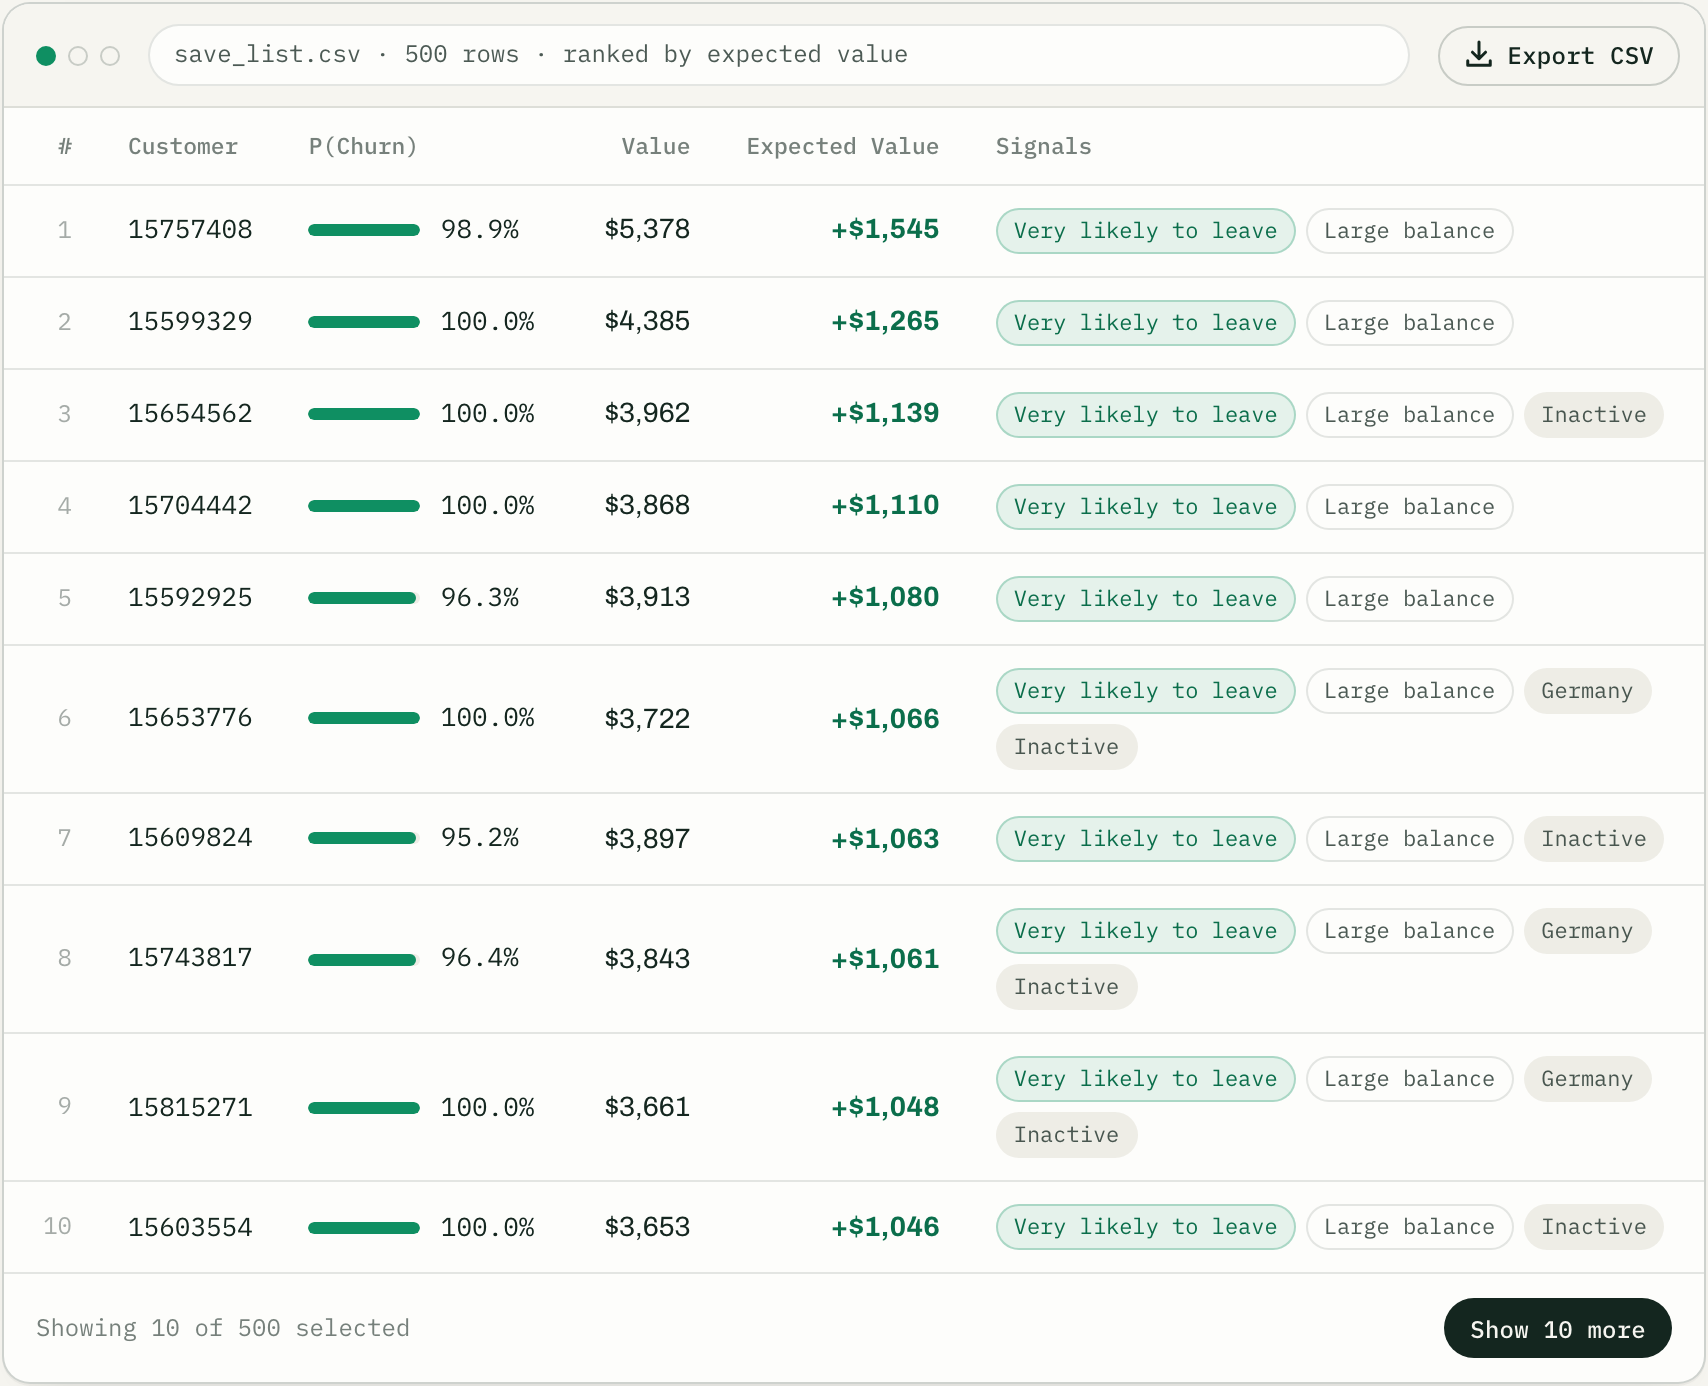 save_list.csv · 500 rows · ranked by expected value
Export CSV
# Customer P(Churn) Value Expected Value Signals
1 15757408 98.9% $5,378 +$1,545 Very likely to leave Large balance
2 15599329 100.0% $4,385 +$1,265 Very likely to leave Large balance
3 15654562 100.0% $3,962 +$1,139 Very likely to leave Large balance Inactive
4 15704442 100.0% $3,868 +$1,110 Very likely to leave Large balance
5 15592925 96.3% $3,913 +$1,080 Very likely to leave Large balance
6 15653776 100.0% $3,722 +$1,066 Very likely to leave Large balance Germany
Inactive
7 15609824 95.2% $3,897 +$1,063 Very likely to leave Large balance Inactive
8 15743817 96.4% $3,843 +$1,061 Very likely to leave Large balance Germany
Inactive
9 15815271 100.0% $3,661 +$1,048 Very likely to leave Large balance Germany
Inactive
10 15603554 100.0% $3,653 +$1,046 Very likely to leave Large balance Inactive
Showing 10 of 500 selected
Show 10 more